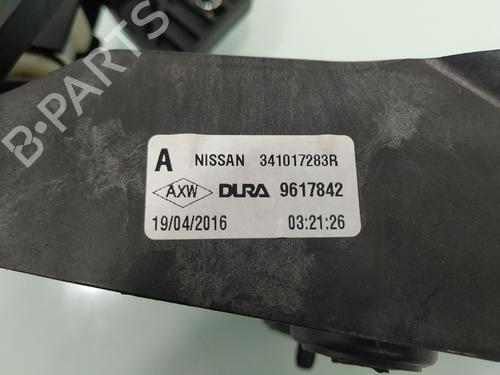 B-PARTS
A NISSAN 341017283R
AXW DURA 9617842
19/04/2016 03:21:26